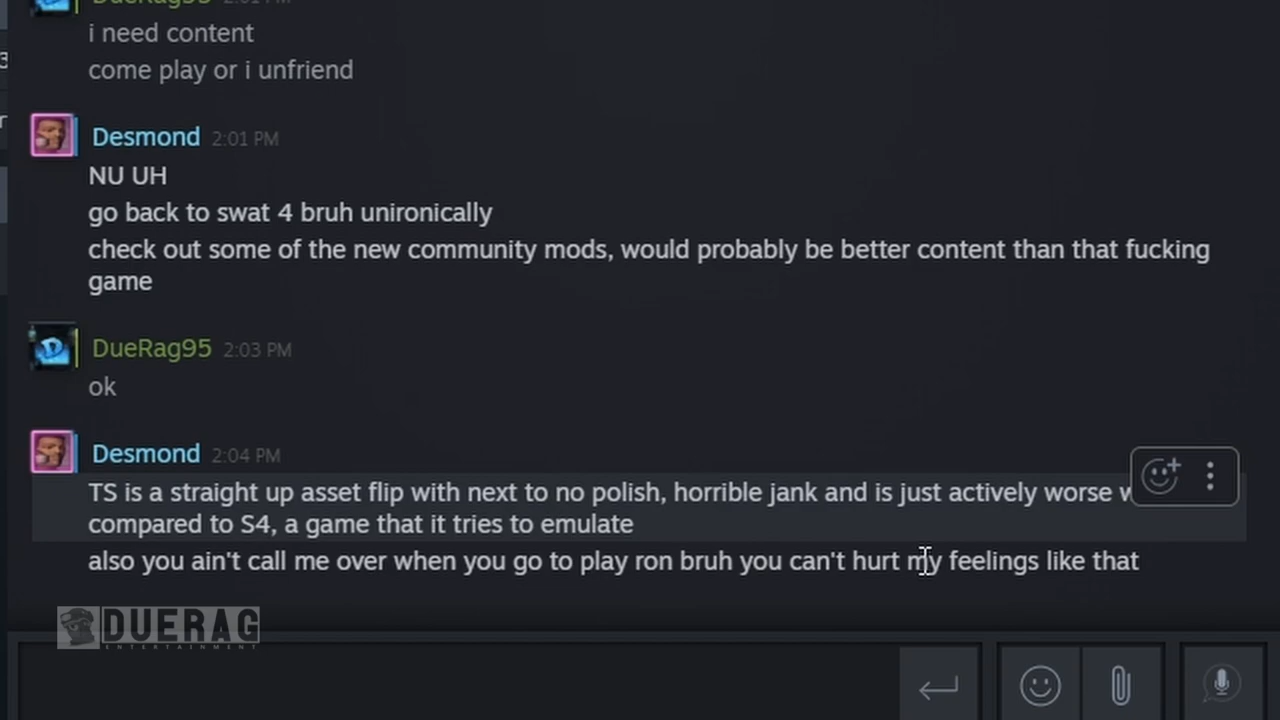 i need content
come play or i unfriend
Desmond 2:01 PM
NU UH
go back to swat 4 bruh unironically
check out some of the new community mods, would probably be better content than that fucking
game
DueRag95 2:03 PM
ok
Desmond 2:04 PM
TS is a straight up asset flip with next to no polish, horrible jank and is just actively worse
compared to S4, a game that it tries to emulate
also you ain't call me over when you go to play ron bruh you can't hurt my feelings like that
DUERAG
ENTERTAINMENT